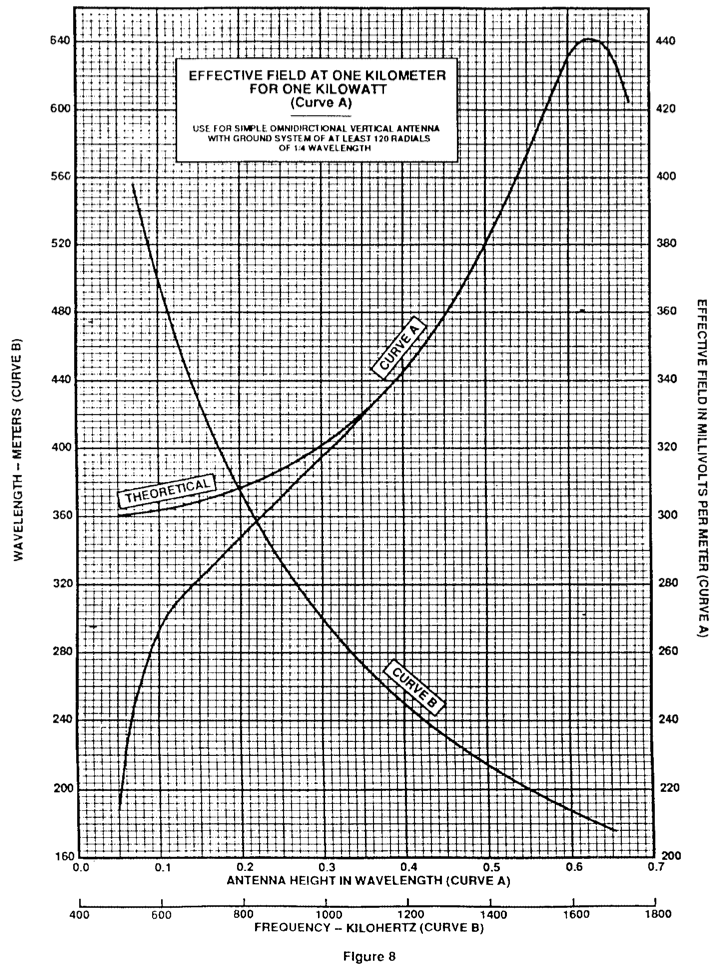 EFFECTIVE FIELD AT ONE KILOMETER
FOR ONE KILOWATT
(Curve A)
USE FOR SIMPLE OMNIDIRCTIONAL VERTICAL ANTENNA
WITH GROUND SYSTEM OF AT LEAST 120 RADIALS
OF 1/4 WAVELENGTH
WAVELENGTH – METERS (CURVE B)
640
600
560
520
480
440
400
360
320
280
240
200
160
THEORETICAL
CURVE A
CURVE B
440
420
400
380
360
340
320
300
280
260
240
220
200
EFFECTIVE FIELD IN MILLIVOLTS PER METER (CURVE A)
0.0 0.1 0.2 0.3 0.4 0.5 0.6 0.7
ANTENNA HEIGHT IN WAVELENGTH (CURVE A)
400 600 800 1000 1200 1400 1600 1800
FREQUENCY – KILOHERTZ (CURVE B)
Figure 8